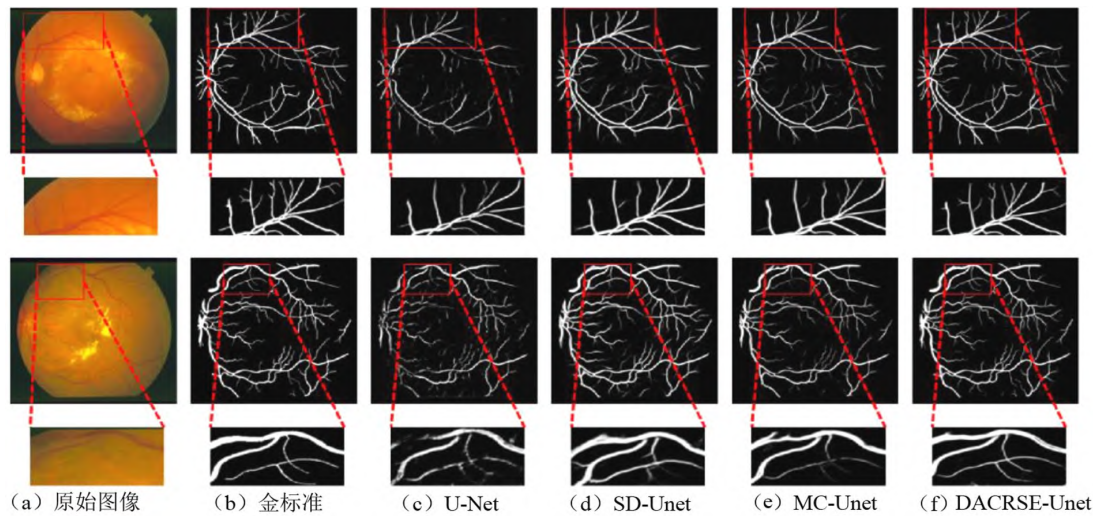 （a）原始图像 （b）金标准 （c）U-Net （d）SD-Unet （e）MC-Unet （f）DACRSE-Unet